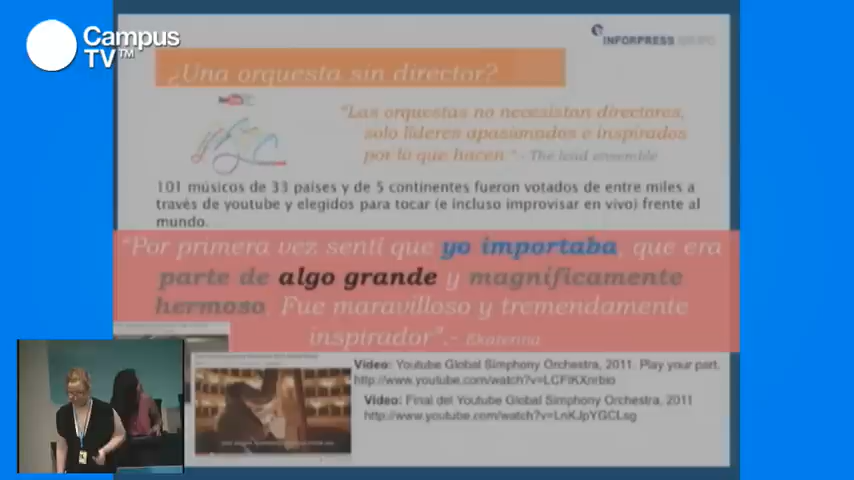 Campus
TV™
INFORPRESS GRUPO
¿Una orquesta sin director?
"Las orquestas no necesistan directores,
solo líderes apasionados e inspirados
por lo que hacen." - The loud ensemble
101 músicos de 33 países y de 5 continentes fueron votados de entre miles a
través de youtube y elegidos para tocar (e incluso improvisar en vivo) frente al
mundo.
"Por primera vez sentí que yo importaba, que era
parte de algo grande y magníficamente
hermoso. Fue maravilloso y tremendamente
inspirador".- Ekaterina
Video: Youtube Global Simphony Orchestra, 2011. Play your part.
http://www.youtube.com/watch?v=
Video: Final del Youtube Global Simphony Orchestra, 2011
http://www.youtube.com/watch?v=LnKJpYGCLsg